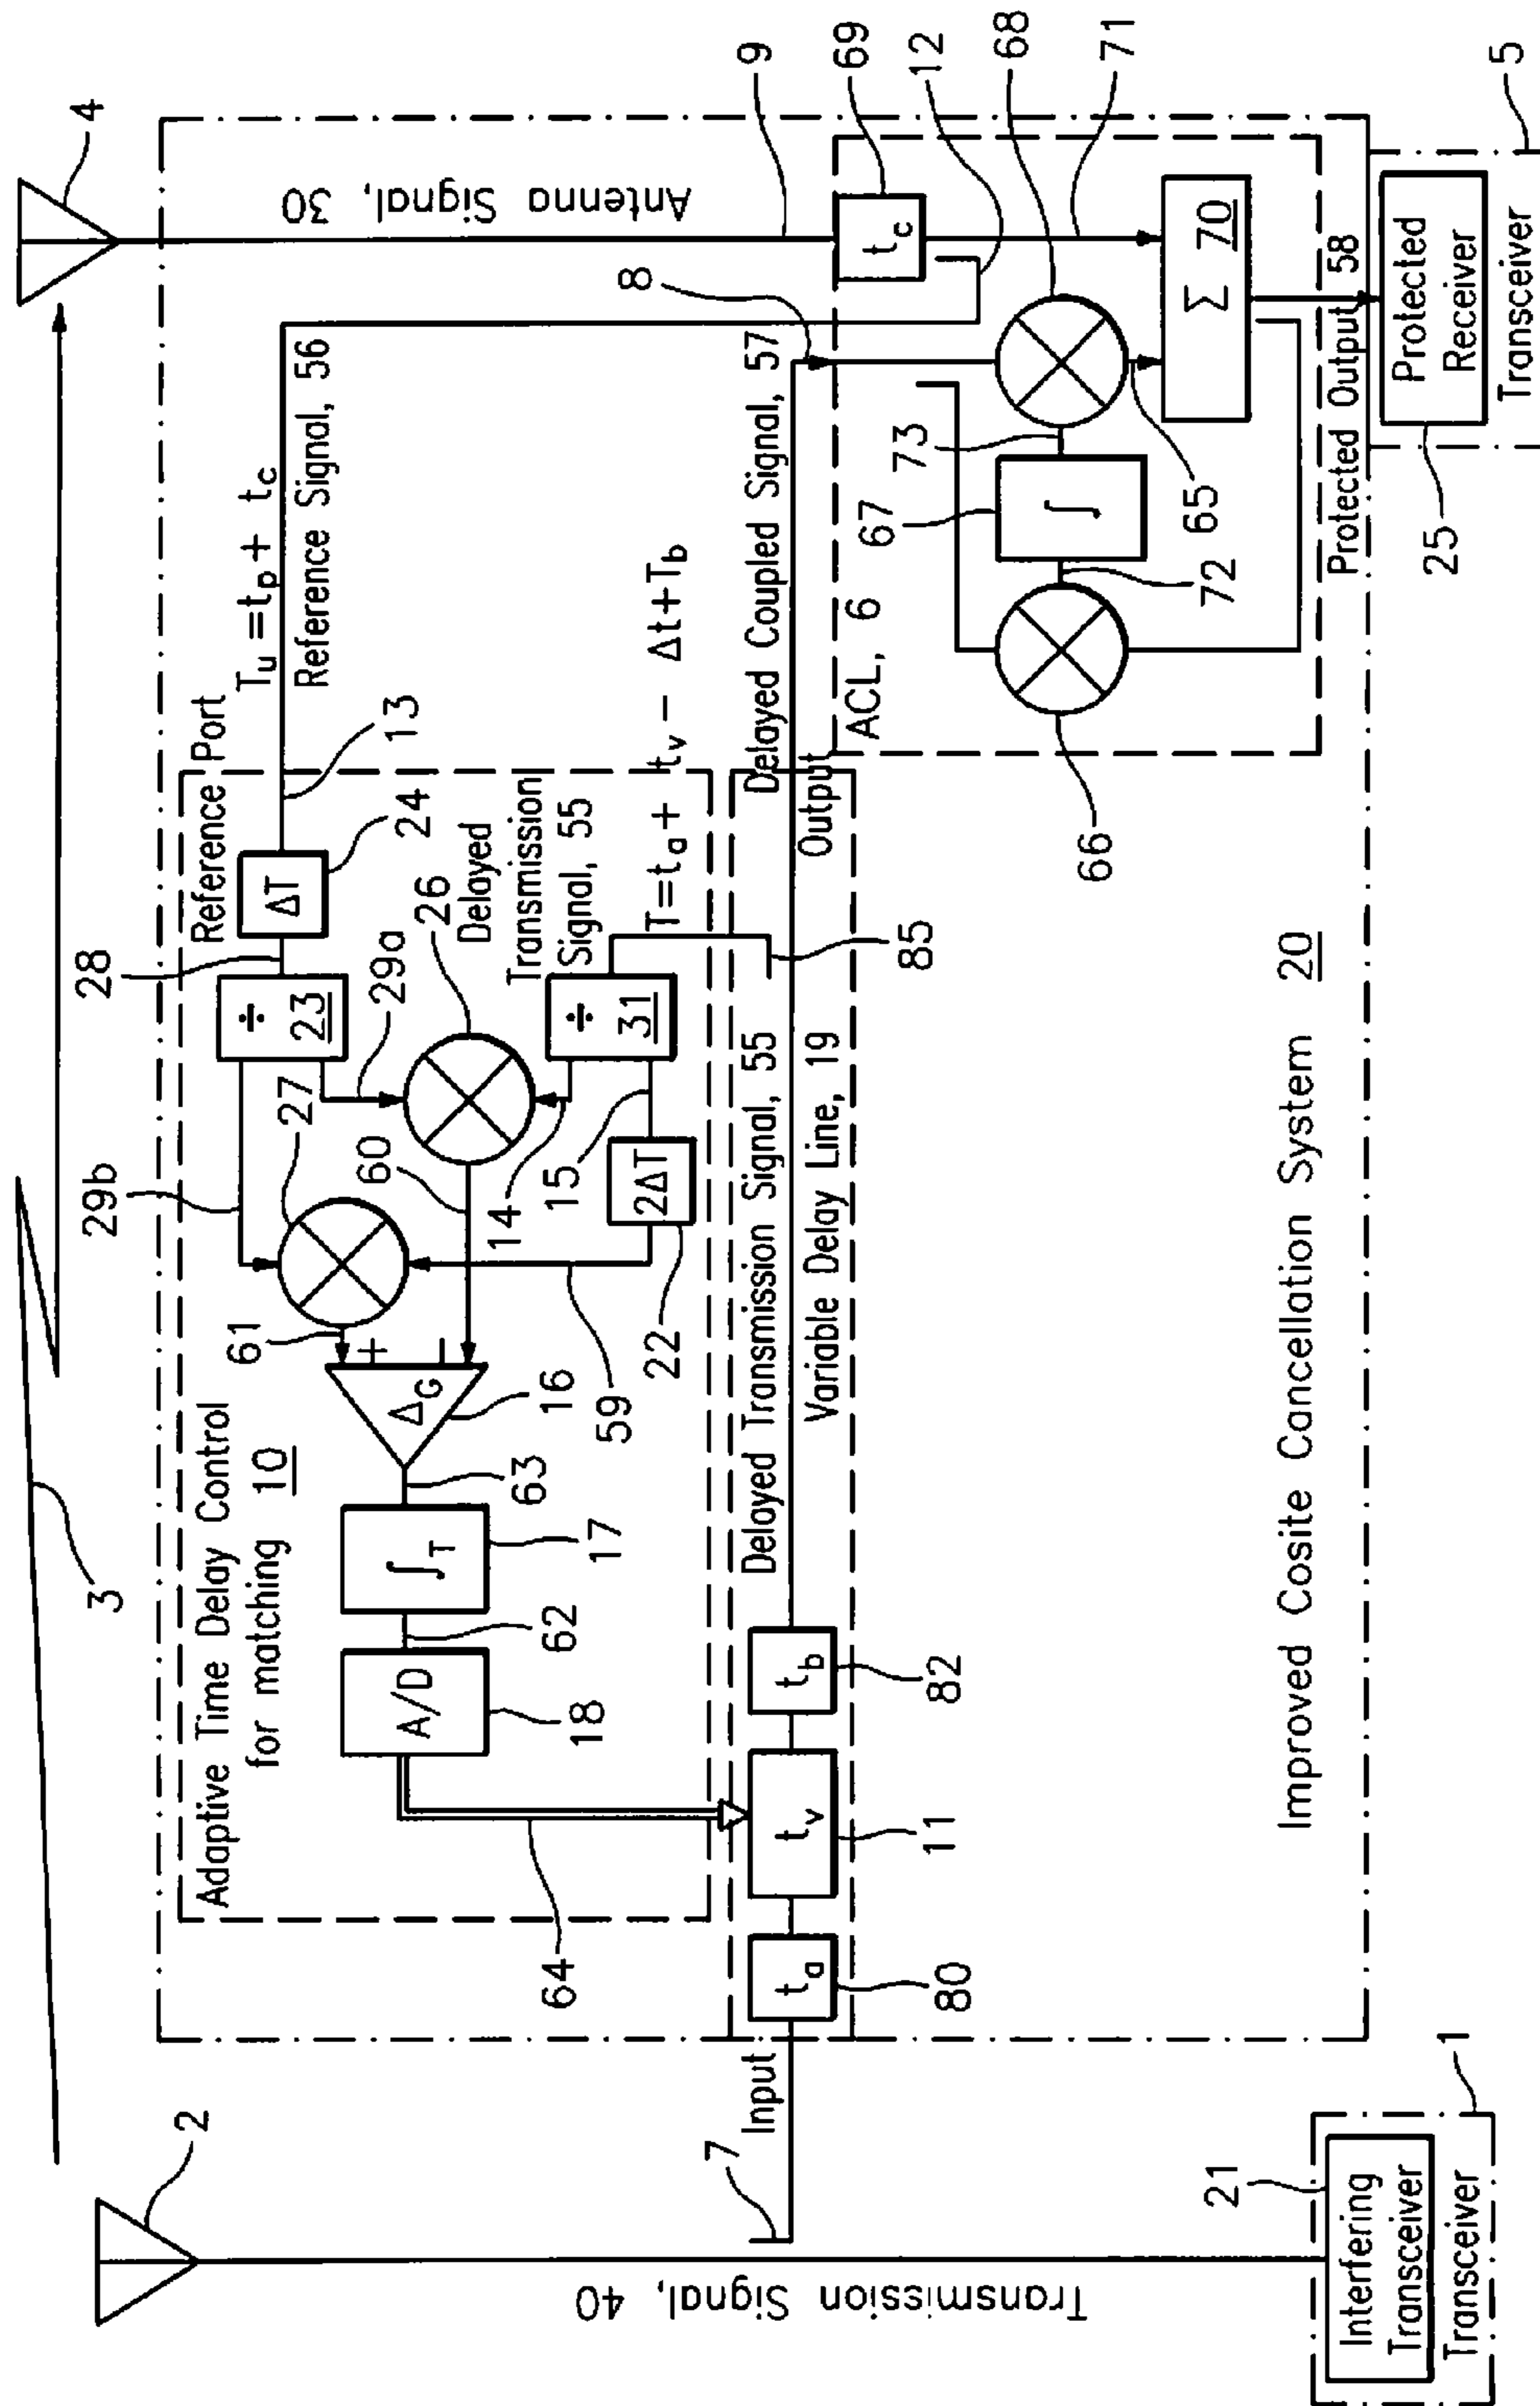 3
2
4
29b
28
Adaptive Time Delay Control
for matching 10
Reference Port
T_u = t_p + t_c
Reference Signal, 56
Antenna Signal, 30
÷
23
ΔT
13
24
27
29a
26
61
60
+
−
Δ_G
16
63
∫_T
17
62
A/D
18
64
14
15
59
2ΔT
22
÷
31
Delayed
Transmission
Signal, 55
T=t_a+ t_v − Δt+T_b
85
Transmission Signal, 40
7
Input
t_a
80
t_v
11
t_b
82
Delayed Transmission Signal, 55
Variable Delay Line, 19
Output
Delayed Coupled Signal, 57
8
9
t_c
69
12
68
71
ACL, 6
67
∫
73
72
65
66
Σ 70
Protected Output 58
Improved Cosite Cancellation System 20
21
Interfering
Transceiver
Transceiver
1
25
Protected
Receiver
Transceiver
5